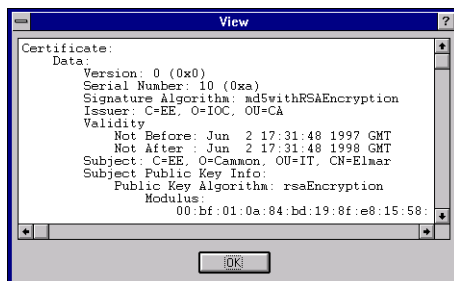 View
?
Certificate:
Data:
Version: 0 (0x0)
Serial Number: 10 (0xa)
Signature Algorithm: md5withRSAEncryption
Issuer: C=EE, O=IOC, OU=CA
Validity
Not Before: Jun  2 17:31:48 1997 GMT
Not After : Jun  2 17:31:48 1998 GMT
Subject: C=EE, O=Cammon, OU=IT, CN=Elmar
Subject Public Key Info:
Public Key Algorithm: rsaEncryption
Modulus:
00:bf:01:0a:84:bd:19:8f:e8:15:58:
OK